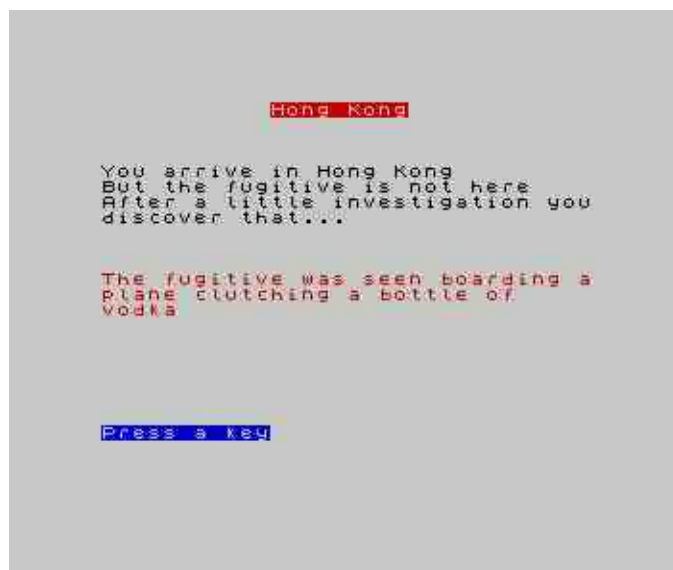 Hong Kong
You arrive in Hong Kong
But the fugitive is not here
After a little investigation you
discover that...
The fugitive was seen boarding a
plane clutching a bottle of
vodka
Press a key